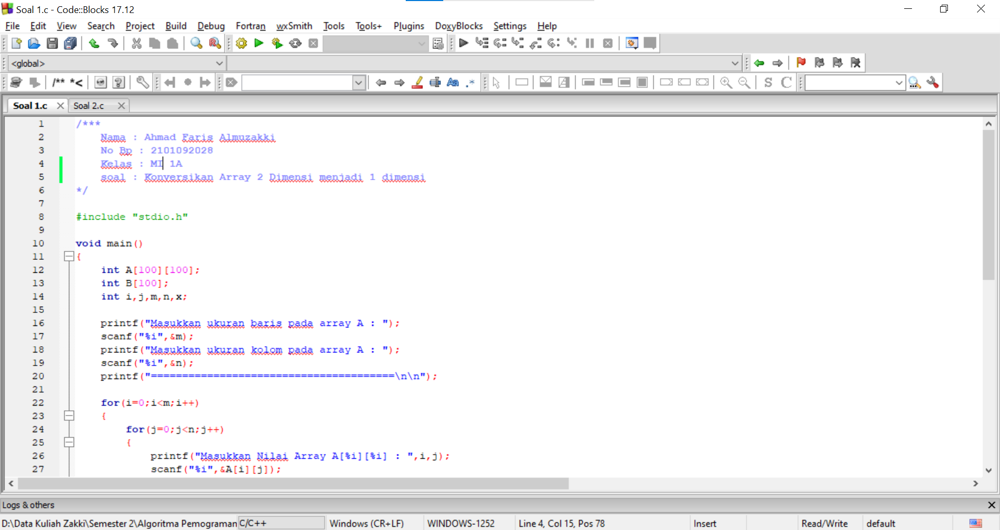 Soal 1.c - Code::Blocks 17.12
File Edit View Search Project Build Debug Fortran wxSmith Tools Tools+ Plugins DoxyBlocks Settings Help
<global>
/** *<
S C
Soal 1.c Soal 2.c
1 /***
2 Nama : Ahmad Faris Almuzakki
3 No Bp : 2101092028
4 Kelas : MI 1A
5 soal : Konversikan Array 2 Dimensi menjadi 1 dimensi
6 */
7
8 #include "stdio.h"
9
10 void main()
11 {
12 int A[100][100];
13 int B[100];
14 int i,j,m,n,x;
15
16 printf("Masukkan ukuran baris pada array A : ");
17 scanf("%i",&m);
18 printf("Masukkan ukuran kolom pada array A : ");
19 scanf("%i",&n);
20 printf("=======================================\n\n");
21
22 for(i=0;i<m;i++)
23 {
24 for(j=0;j<n;j++)
25 {
26 printf("Masukkan Nilai Array A[%i][%i] : ",i,j);
27 scanf("%i",&A[i][j]);
Logs & others
D:\Data Kuliah Zakki\Semester 2\Algoritma Pemograman C/C++ Windows (CR+LF) WINDOWS-1252 Line 4, Col 15, Pos 78 Insert Read/Write default